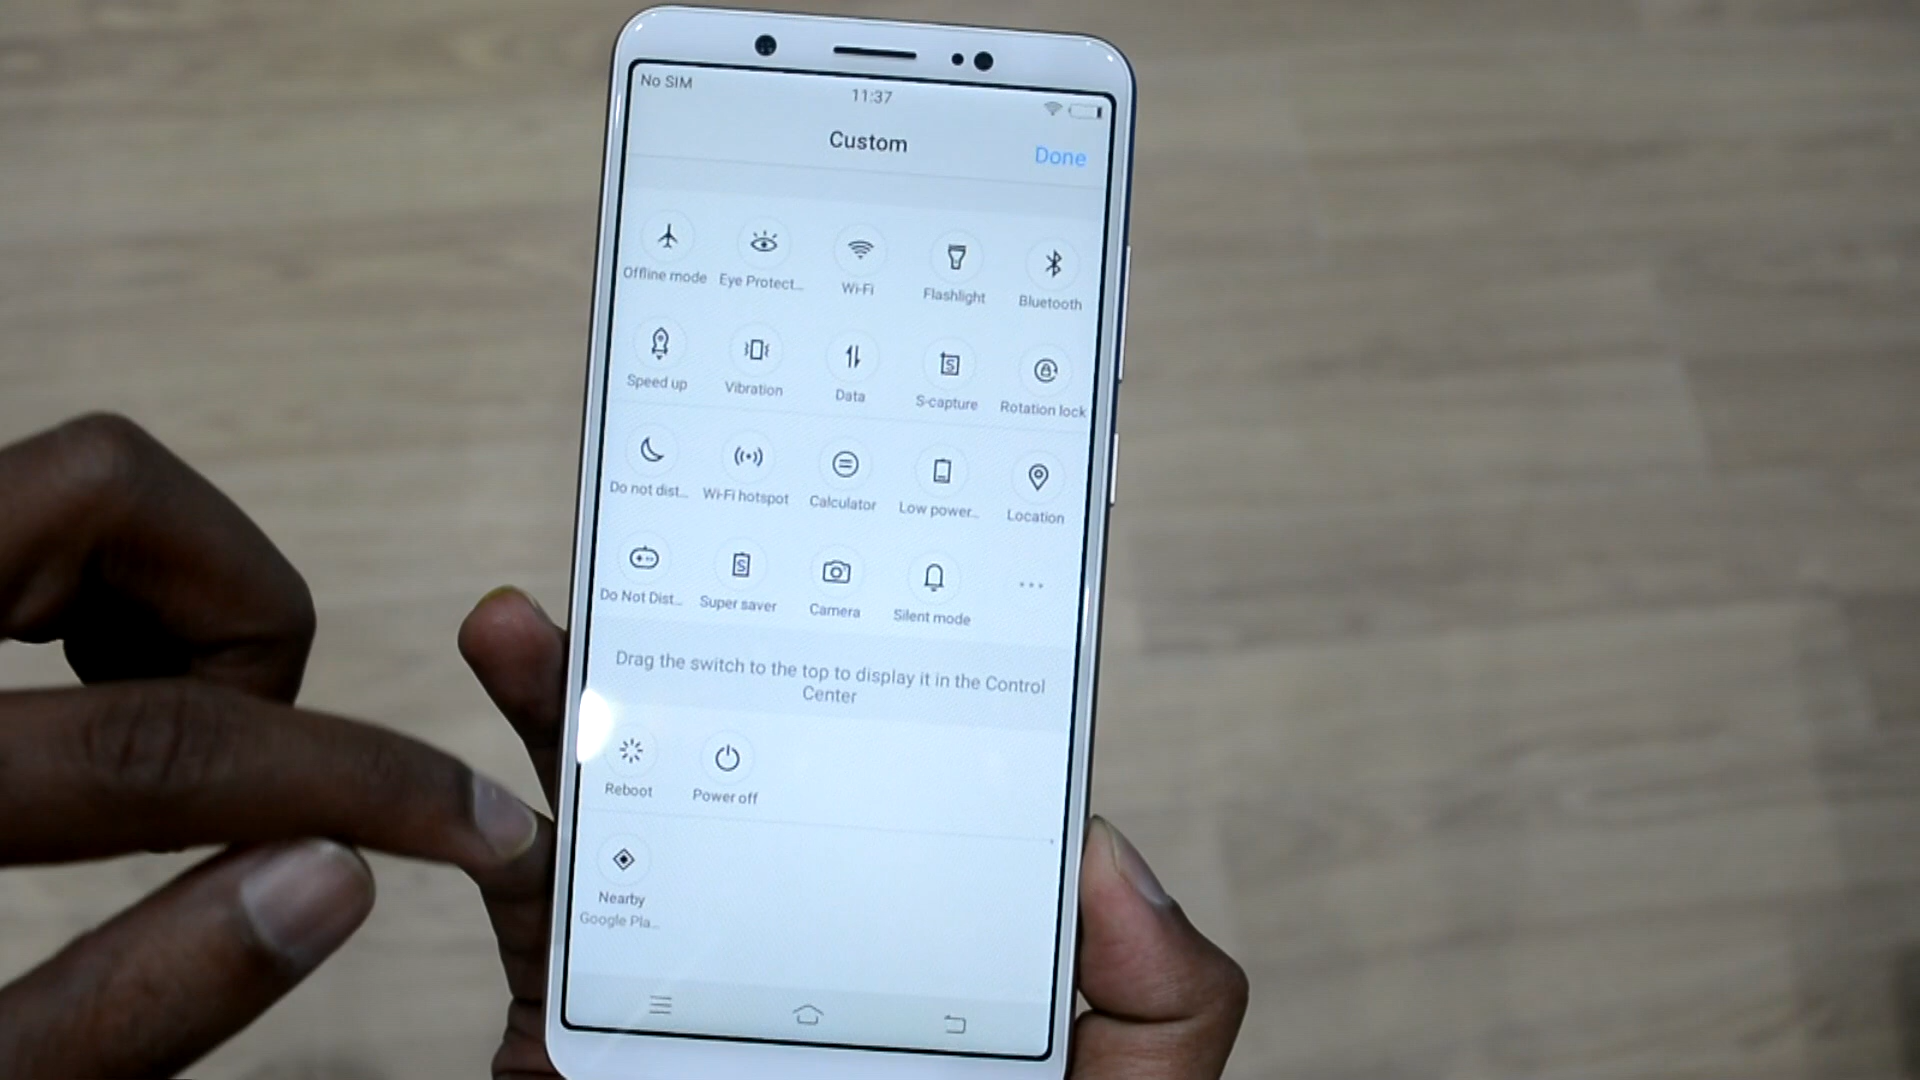 No SIM
11:37
Custom
Done
Offline mode
Eye Protect...
Wi-Fi
Flashlight
Bluetooth
Speed up
Vibration
Data
S-capture
Rotation lock
Do not dist...
Wi-Fi hotspot
Calculator
Low power...
Location
Do Not Dist...
Super saver
Camera
Silent mode
Drag the switch to the top to display it in the Control
Center
Reboot
Power off
Nearby
Google Pla...